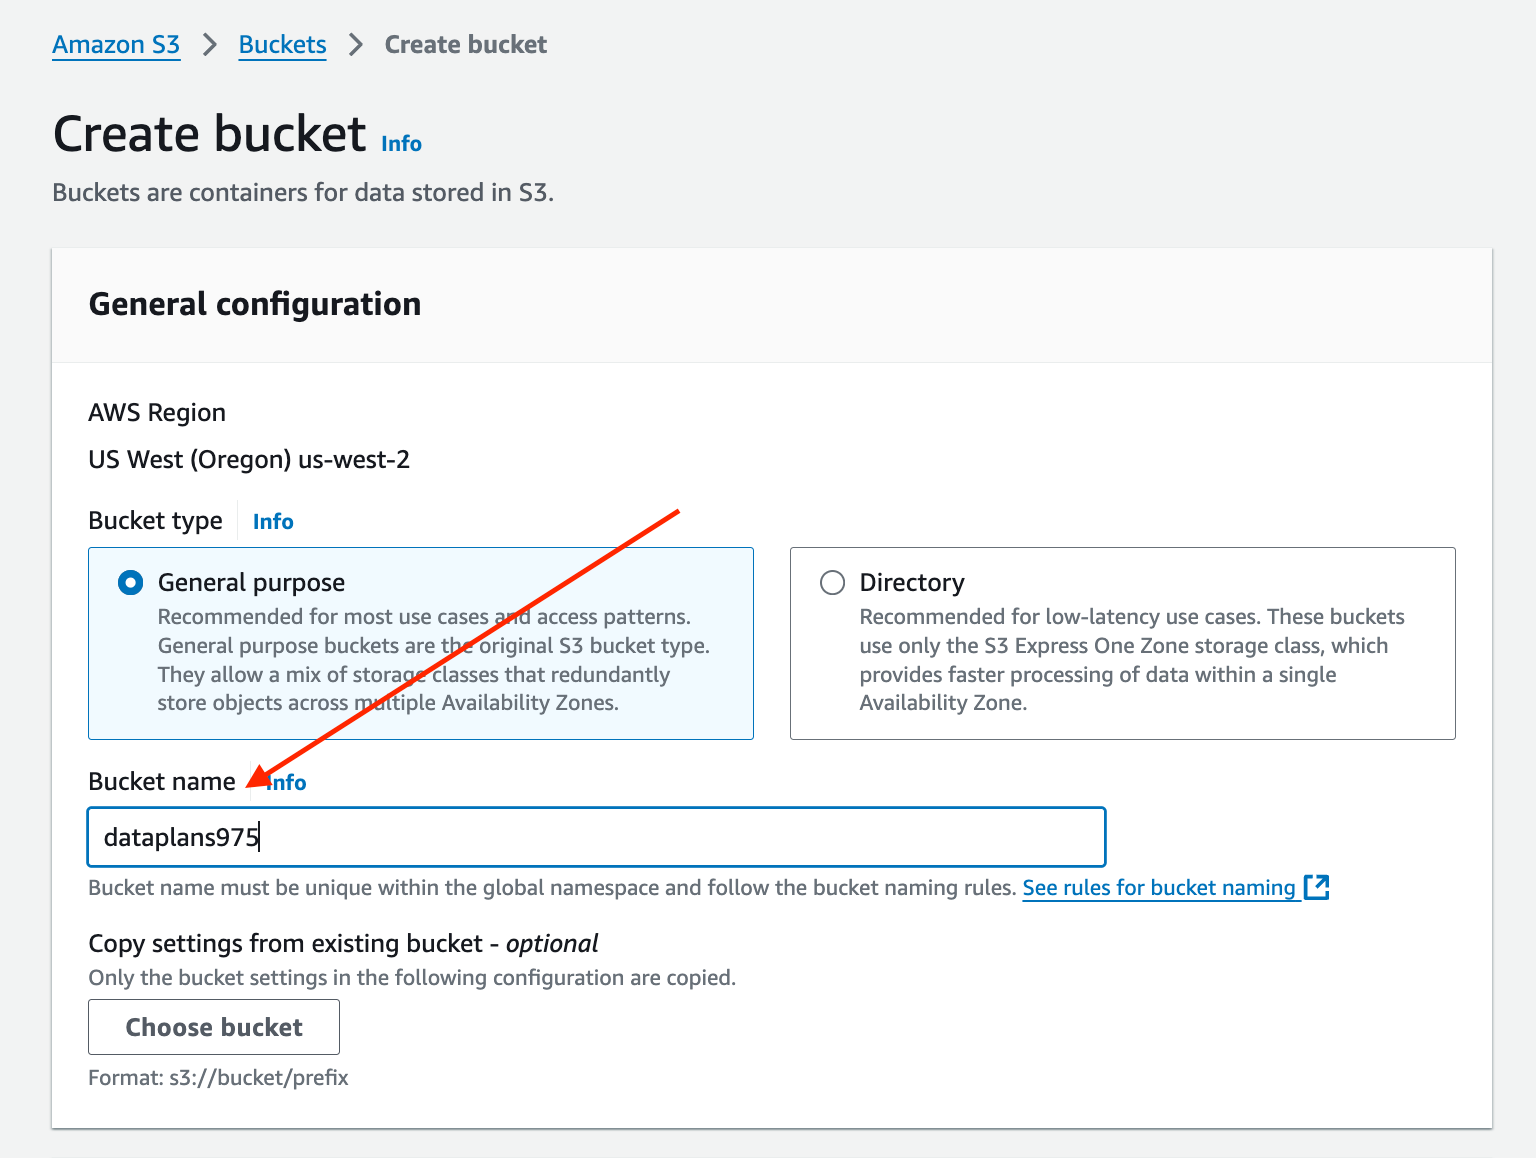 Amazon S3 > Buckets > Create bucket
Create bucket Info
Buckets are containers for data stored in S3.
General configuration
AWS Region
US West (Oregon) us-west-2
Bucket type Info
General purpose
Recommended for most use cases and access patterns.
General purpose buckets are the original S3 bucket type.
They allow a mix of storage classes that redundantly
store objects across multiple Availability Zones.
Directory
Recommended for low-latency use cases. These buckets
use only the S3 Express One Zone storage class, which
provides faster processing of data within a single
Availability Zone.
Bucket name Info
dataplans975
Bucket name must be unique within the global namespace and follow the bucket naming rules. See rules for bucket naming
Copy settings from existing bucket - optional
Only the bucket settings in the following configuration are copied.
Choose bucket
Format: s3://bucket/prefix